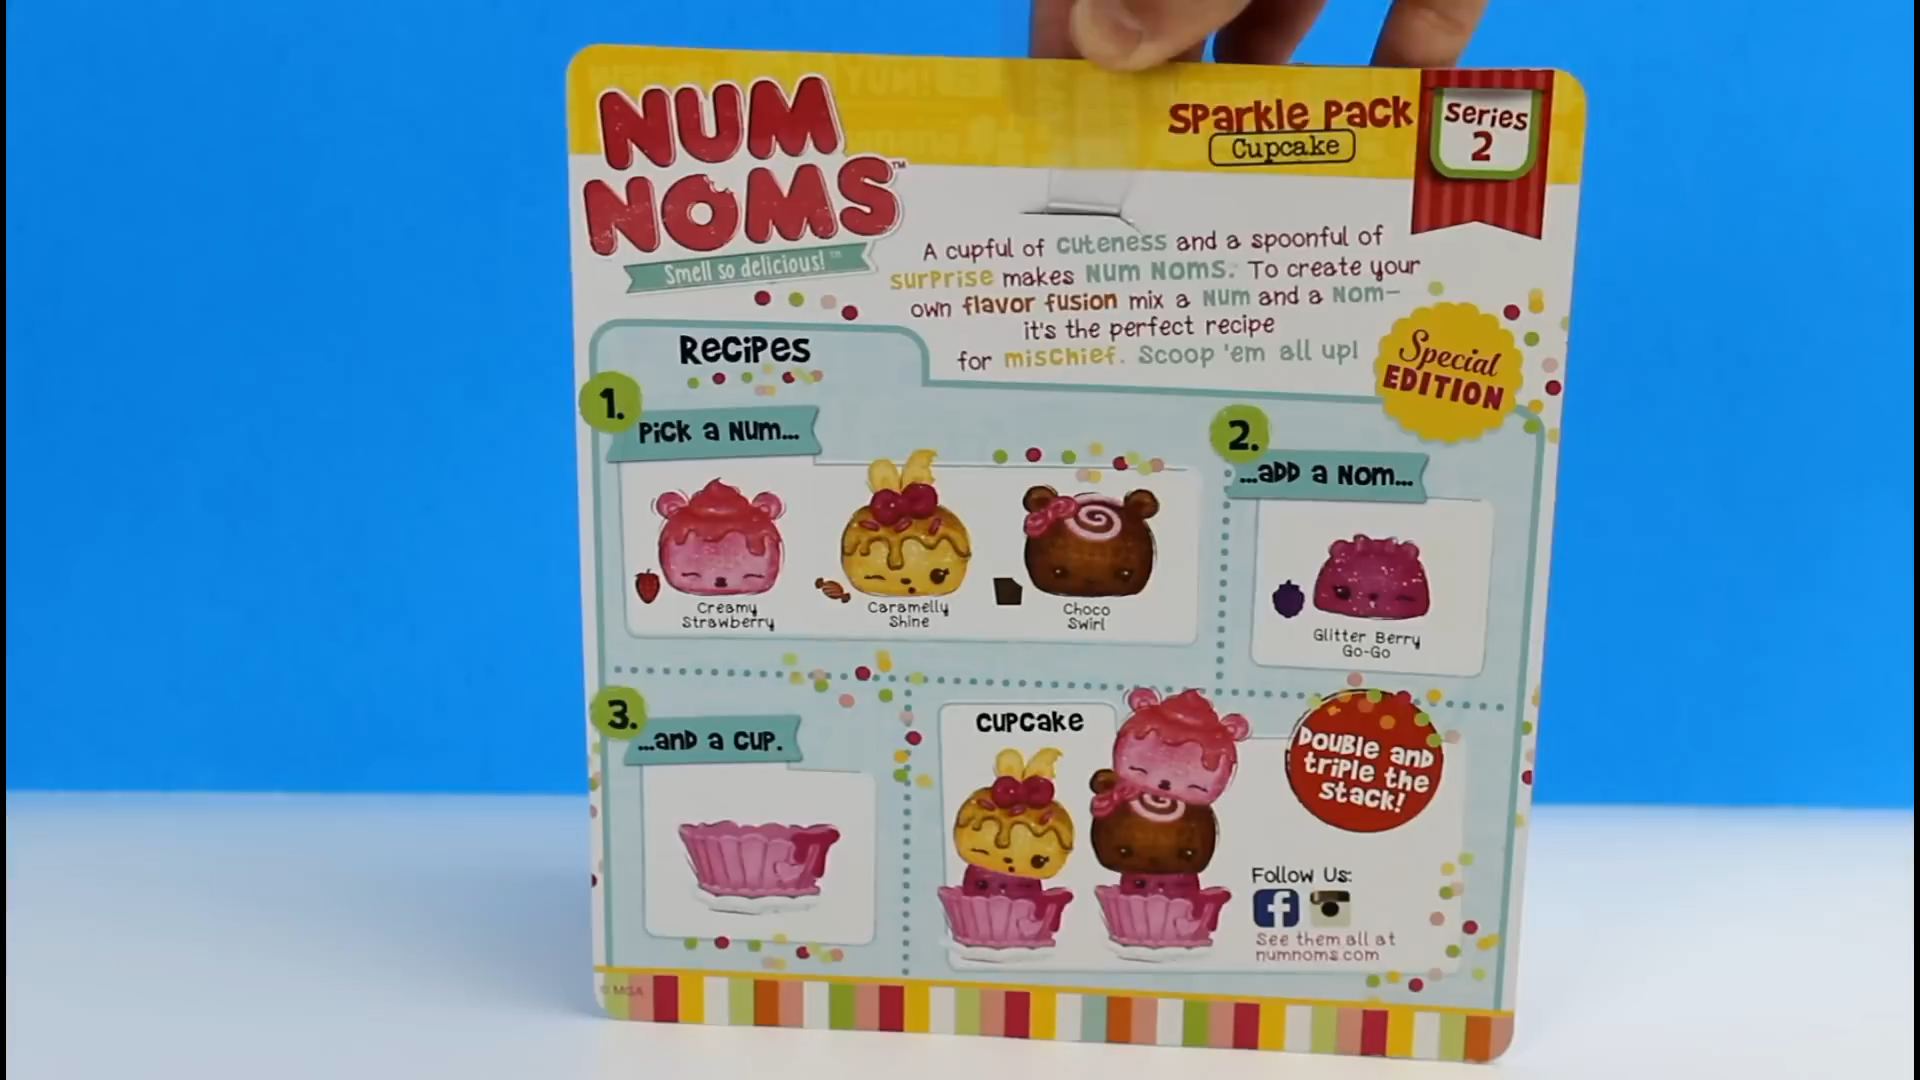 NUM
NOMS™
Smell so delicious!™
Sparkle Pack
Cupcake
Series
2
A cupful of cuteness and a spoonful of
surprise makes Num Noms. To create your
own flavor fusion mix a Num and a Nom–
it's the perfect recipe
for mischief. Scoop 'em all up!
Special
EDITION
Recipes
1.
Pick a Num...
Creamy
Strawberry
Caramelly
Shine
Choco
Swirl
2.
...add a Nom...
Glitter Berry
Go-Go
3.
...and a cup.
cupcake
Double and
triple the
stack!
Follow Us:
f
See them all at
numnoms.com
© MGA